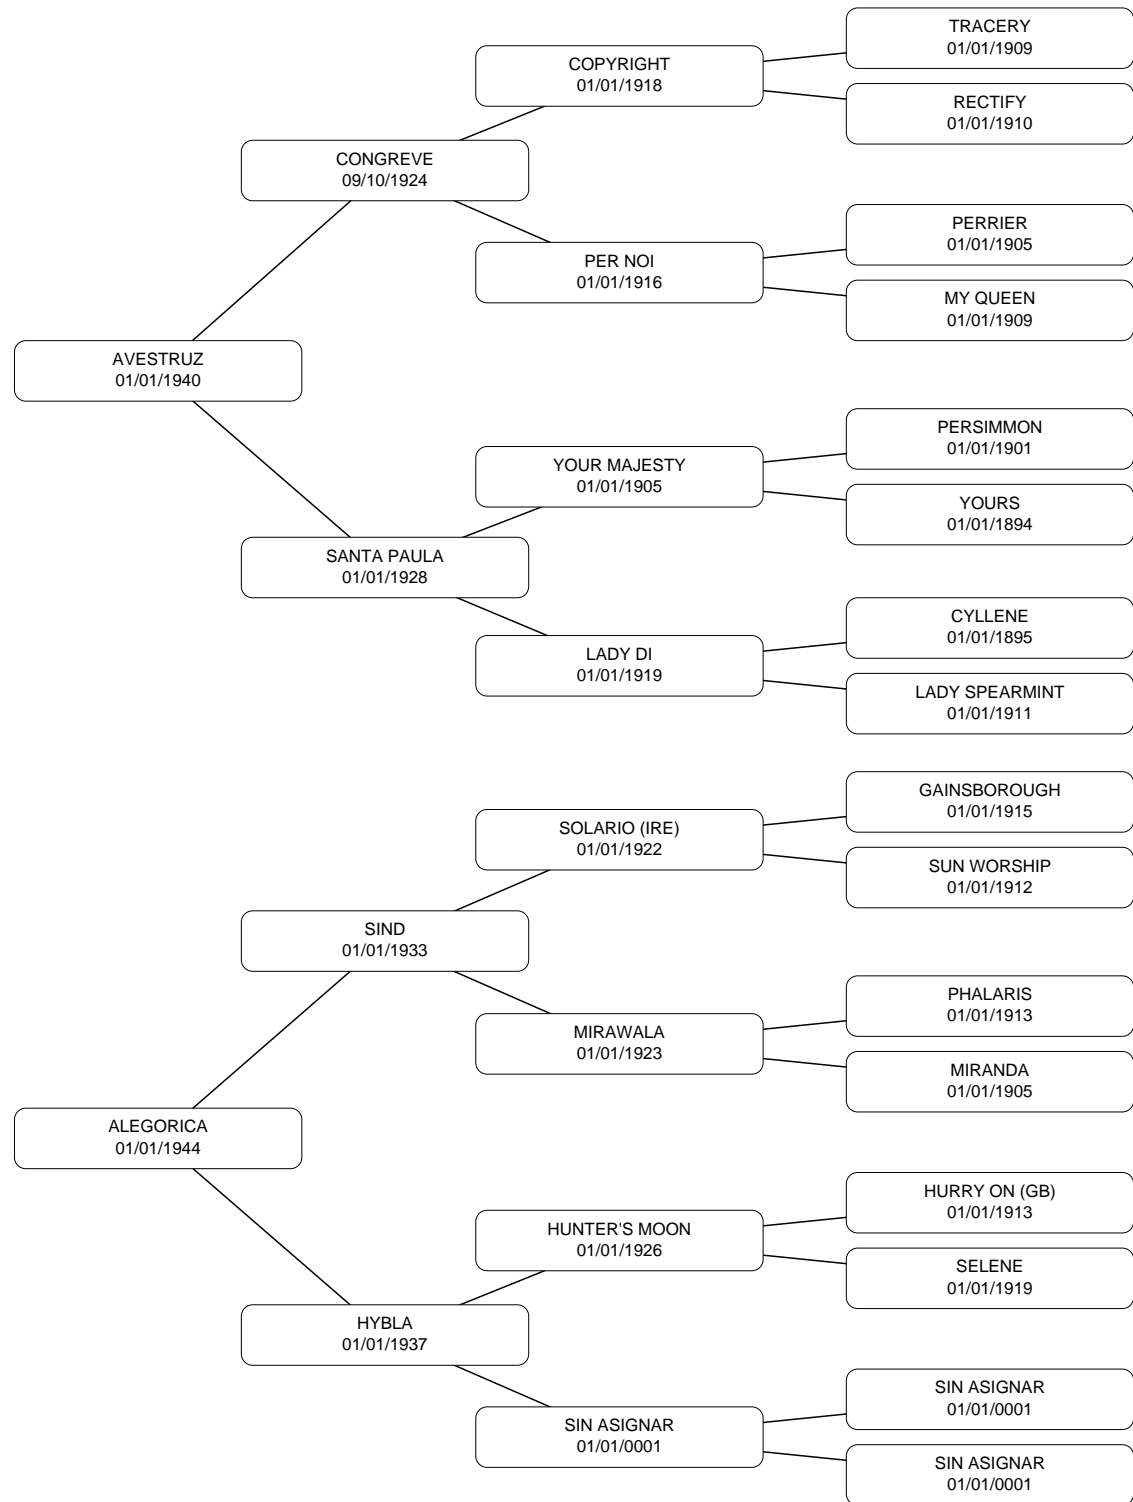 TRACERY
01/01/1909
COPYRIGHT
01/01/1918
RECTIFY
01/01/1910
CONGREVE
09/10/1924
PERRIER
01/01/1905
PER NOI
01/01/1916
MY QUEEN
01/01/1909
AVESTRUZ
01/01/1940
PERSIMMON
01/01/1901
YOUR MAJESTY
01/01/1905
YOURS
01/01/1894
SANTA PAULA
01/01/1928
CYLLENE
01/01/1895
LADY DI
01/01/1919
LADY SPEARMINT
01/01/1911
GAINSBOROUGH
01/01/1915
SOLARIO (IRE)
01/01/1922
SUN WORSHIP
01/01/1912
SIND
01/01/1933
PHALARIS
01/01/1913
MIRAWALA
01/01/1923
MIRANDA
01/01/1905
ALEGORICA
01/01/1944
HURRY ON (GB)
01/01/1913
HUNTER'S MOON
01/01/1926
SELENE
01/01/1919
HYBLA
01/01/1937
SIN ASIGNAR
01/01/0001
SIN ASIGNAR
01/01/0001
SIN ASIGNAR
01/01/0001